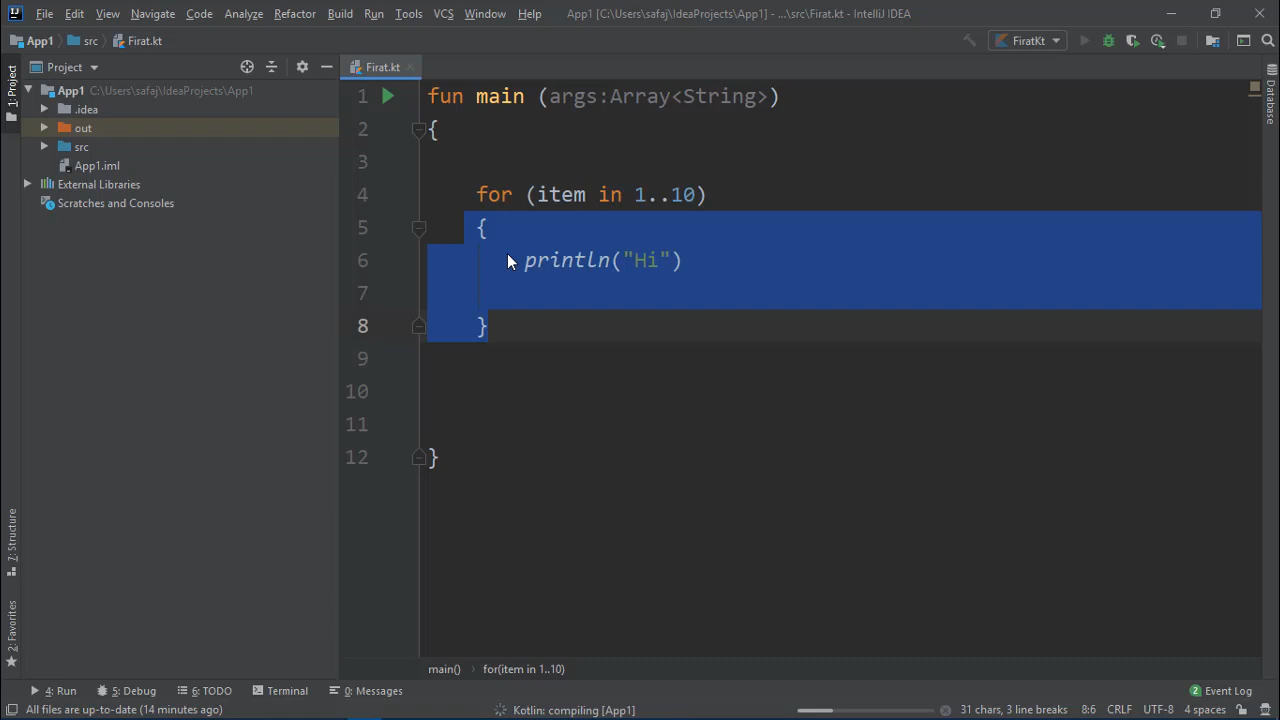 File Edit View Navigate Code Analyze Refactor Build Run Tools VCS Window Help App1 [C:\Users\safaj\IdeaProjects\App1] - ...\src\Firat.kt - IntelliJ IDEA
App1 src Firat.kt FiratKt
1: Project
Project
Firat.kt
Database
App1 C:\Users\safaj\IdeaProjects\App1
.idea
out
src
App1.iml
External Libraries
Scratches and Consoles
1 fun main (args:Array<String>)
2 {
3
4 for (item in 1..10)
5 {
6 println("Hi")
7
8 }
9
10
11
12 }
7: Structure
2: Favorites
main() for(item in 1..10)
4: Run 5: Debug 6: TODO Terminal 0: Messages 2 Event Log
All files are up-to-date (14 minutes ago) Kotlin: compiling [App1] 31 chars, 3 line breaks 8:6 CRLF UTF-8 4 spaces